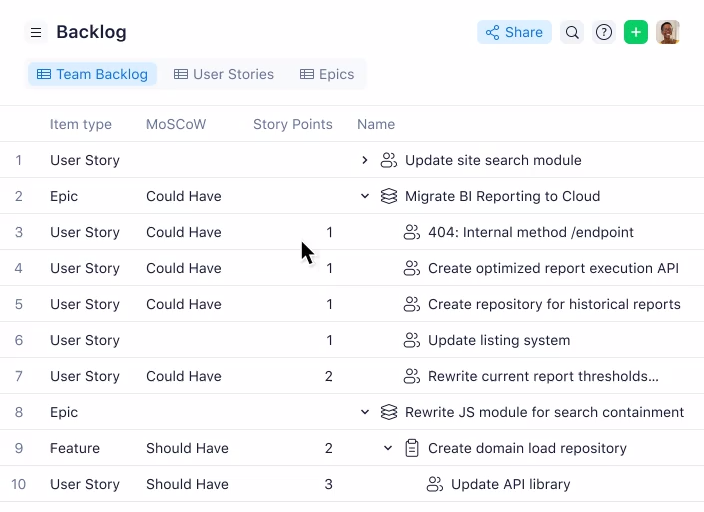 Backlog
Share
Team Backlog User Stories Epics
Item type MoSCoW Story Points Name
1 User Story Update site search module
2 Epic Could Have Migrate BI Reporting to Cloud
3 User Story Could Have 1 404: Internal method /endpoint
4 User Story Could Have 1 Create optimized report execution API
5 User Story Could Have 1 Create repository for historical reports
6 User Story 1 Update listing system
7 User Story Could Have 2 Rewrite current report thresholds...
8 Epic Rewrite JS module for search containment
9 Feature Should Have 2 Create domain load repository
10 User Story Should Have 3 Update API library